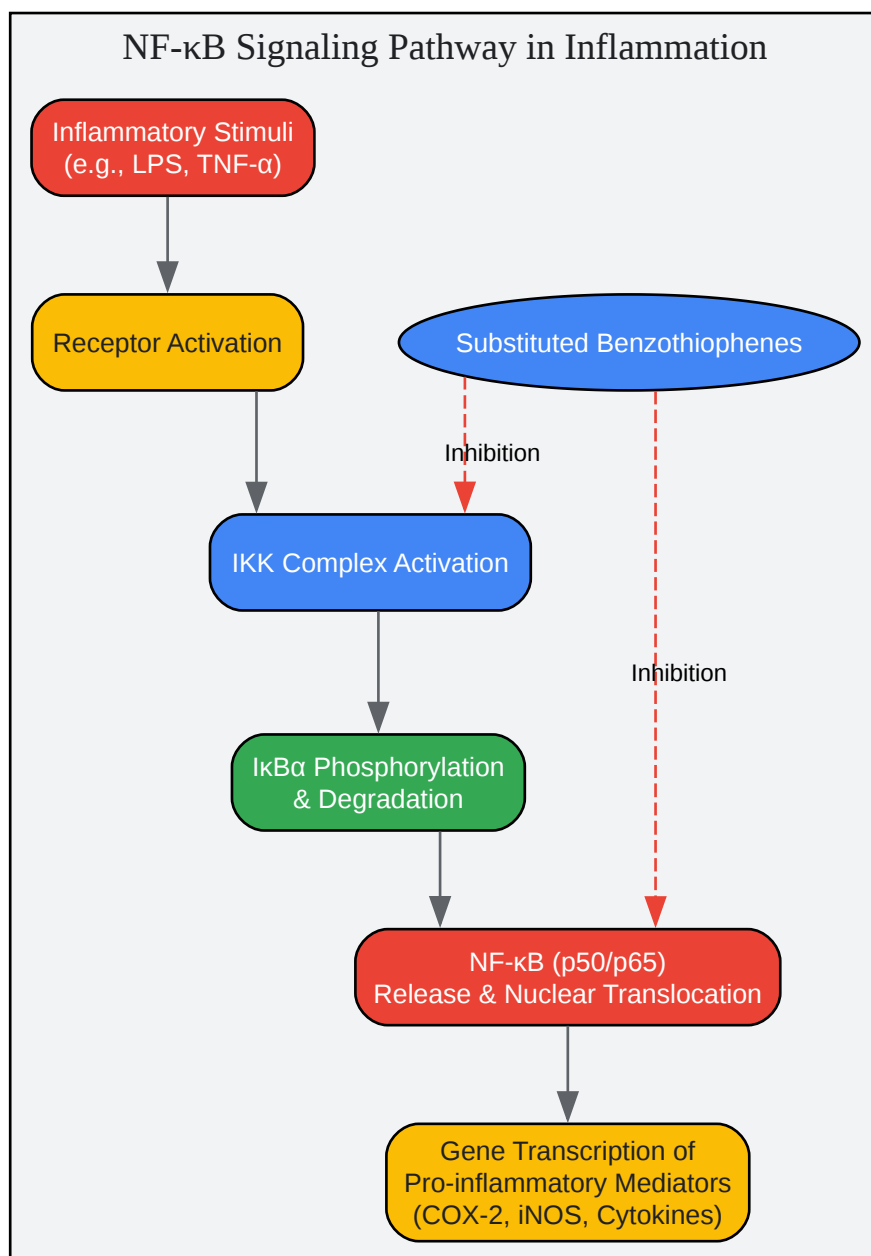 NF-κB Signaling Pathway in Inflammation
Inflammatory Stimuli
(e.g., LPS, TNF-α)
Receptor Activation
Substituted Benzothiophenes
Inhibition
IKK Complex Activation
Inhibition
IκBα Phosphorylation
& Degradation
NF-κB (p50/p65)
Release & Nuclear Translocation
Gene Transcription of
Pro-inflammatory Mediators
(COX-2, iNOS, Cytokines)